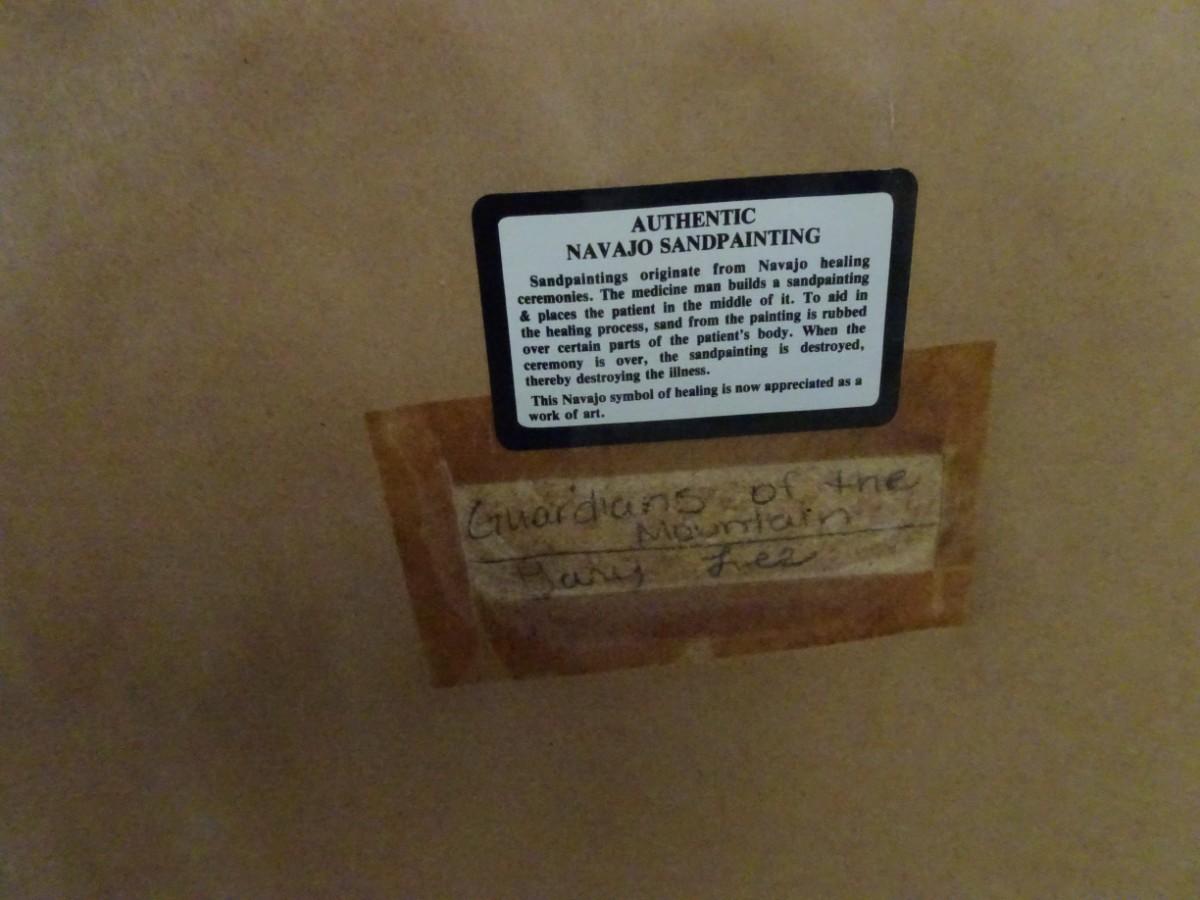 AUTHENTIC
NAVAJO SANDPAINTING
Sandpaintings originate from Navajo healing
ceremonies. The medicine man builds a sandpainting
& places the patient in the middle of it. To aid in
the healing process, sand from the painting is rubbed
over certain parts of the patient's body. When the
ceremony is over, the sandpainting is destroyed,
thereby destroying the illness.
This Navajo symbol of healing is now appreciated as a
work of art.
Guardians of the
Mountain